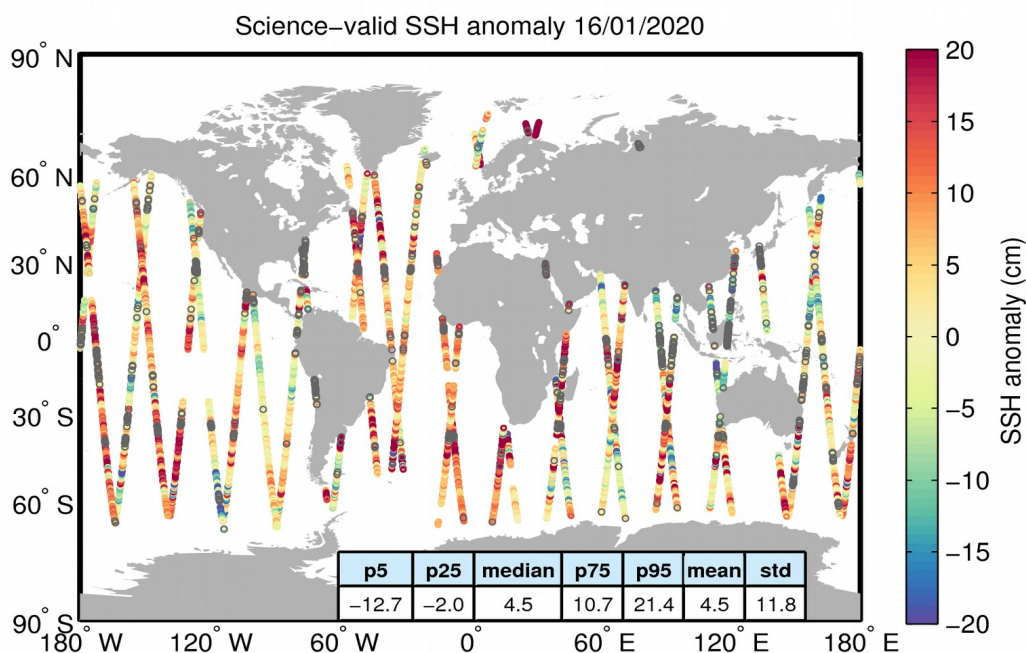 Science−valid SSH anomaly 16/01/2020
90° N
60° N
30° N
0°
30° S
60° S
90° S
180° W
120° W
60° W
0°
60° E
120° E
180° E
p5 p25 median p75 p95 mean std
−12.7 −2.0 4.5 10.7 21.4 4.5 11.8
20
15
10
5
0
−5
−10
−15
−20
SSH anomaly (cm)